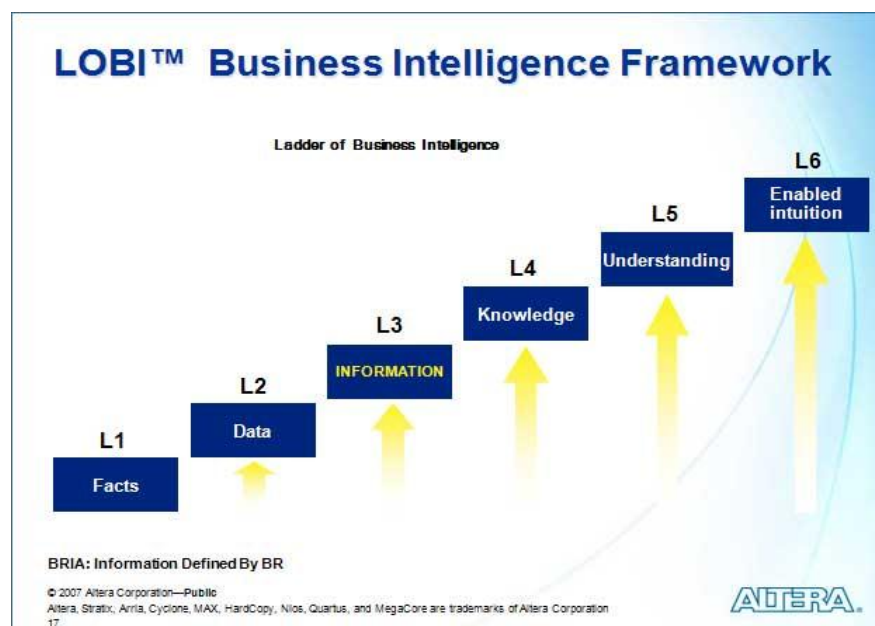 LOBI™ Business Intelligence Framework
Ladder of Business Intelligence
L6
Enabled
intuition
L5
Understanding
L4
Knowledge
L3
INFORMATION
L2
Data
L1
Facts
BRIA: Information Defined By BR
© 2007 Altera Corporation—Public
Altera, Stratix, Arria, Cyclone, MAX, HardCopy, Nios, Quartus, and MegaCore are trademarks of Altera Corporation
17
ALTERA.